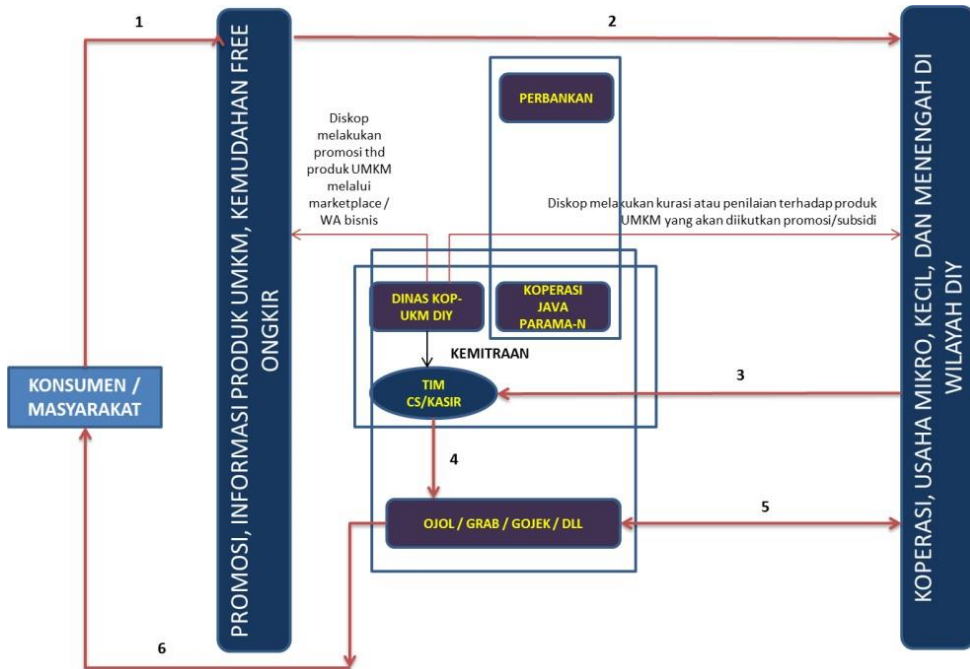 1
2
PROMOSI, INFORMASI PRODUK UMKM, KEMUDAHAN FREE
ONGKIR
KOPERASI, USAHA MIKRO, KECIL, DAN MENENGAH DI
WILAYAH DIY
PERBANKAN
Diskop
melakukan
promosi thd
produk UMKM
melalui
marketplace /
WA bisnis
Diskop melakukan kurasi atau penilaian terhadap produk
UMKM yang akan diikutkan promosi/subsidi
DINAS KOP-
UKM DIY
KOPERASI
JAVA
PARAMA-N
KEMITRAAN
KONSUMEN /
MASYARAKAT
TIM
CS/KASIR
3
4
OJOL / GRAB / GOJEK / DLL
5
6